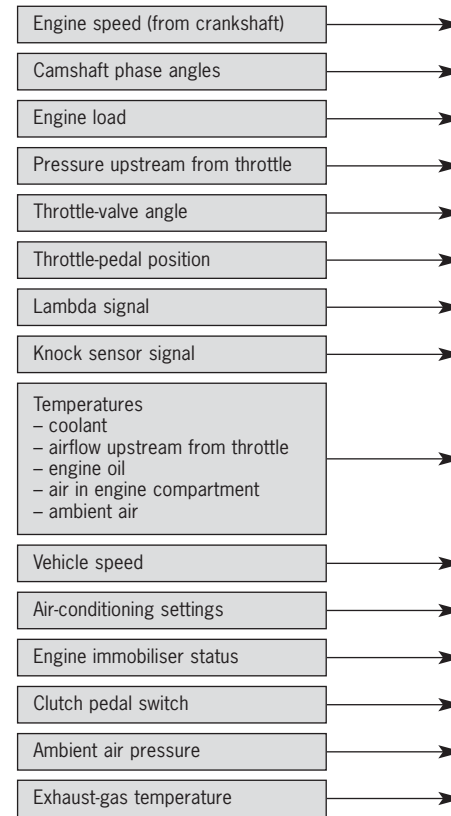 Engine speed (from crankshaft)
Camshaft phase angles
Engine load
Pressure upstream from throttle
Throttle-valve angle
Throttle-pedal position
Lambda signal
Knock sensor signal
Temperatures
– coolant
– airflow upstream from throttle
– engine oil
– air in engine compartment
– ambient air
Vehicle speed
Air-conditioning settings
Engine immobiliser status
Clutch pedal switch
Ambient air pressure
Exhaust-gas temperature